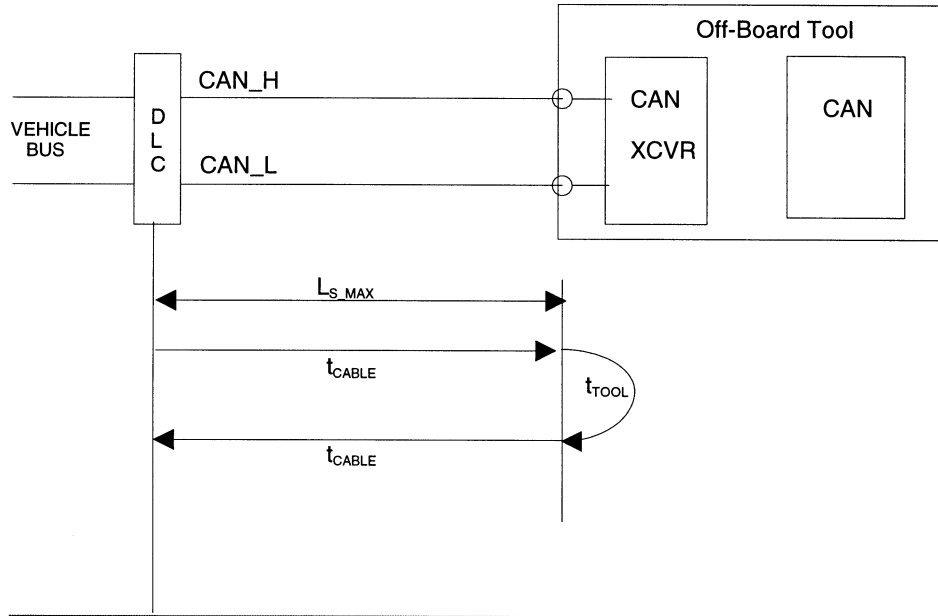 Off-Board Tool
VEHICLE
BUS
D
L
C
CAN_H
CAN_L
CAN
XCVR
CAN
LS_MAX
tCABLE
tTOOL
tCABLE